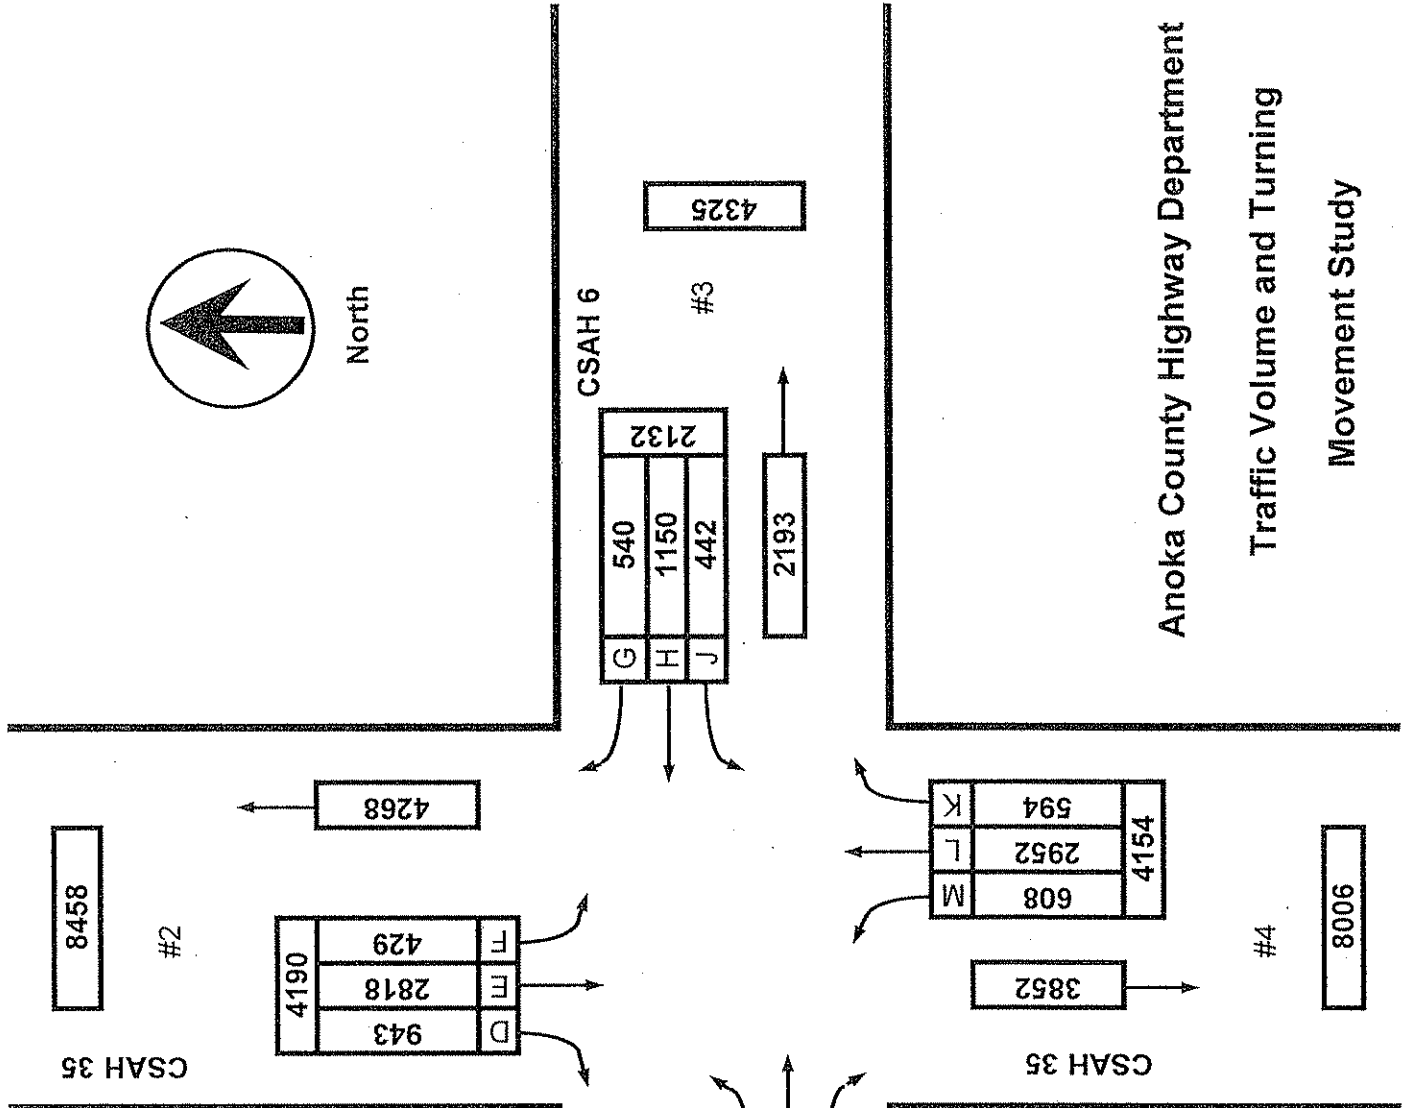 North
CSAH 35
8458
#2
4268
4190
943
2818
429
D
E
F
CSAH 6
G
540
H
1150
J
442
2132
2193
#3
4325
K
L
M
594
2952
608
4154
3852
#4
8006
CSAH 35
Anoka County Highway Department
Traffic Volume and Turning
Movement Study